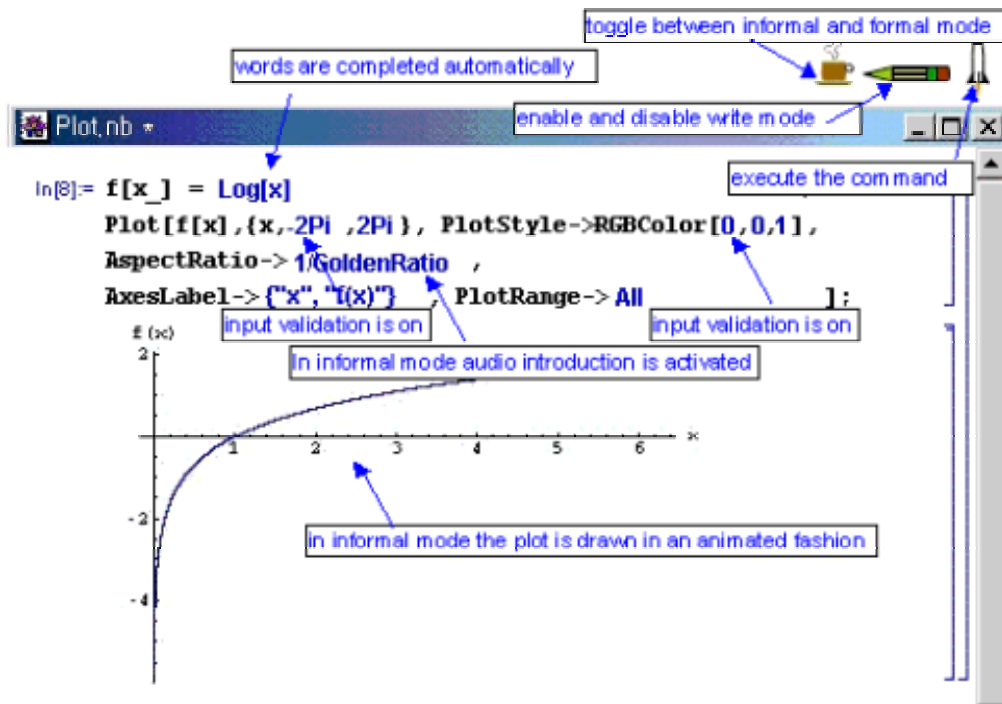 toggle between informal and formal mode
words are completed automatically
enable and disable write mode
Plot.nb *
execute the command
In[8]:= f[x_] = Log[x]
Plot[f[x],{x,-2Pi ,2Pi }, PlotStyle->RGBColor[0,0,1],
AspectRatio-> 1/GoldenRatio ,
AxesLabel-> {"x", "f(x)"} , PlotRange-> All ];
input validation is on
input validation is on
In informal mode audio introduction is activated
f (x)
2
1 2 3 4 5 6 x
-2
in informal mode the plot is drawn in an animated fashion
-4